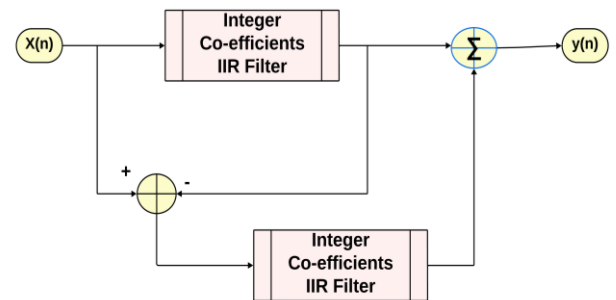 X(n)
Integer
Co-efficients
IIR Filter
Σ
y(n)
+
-
Integer
Co-efficients
IIR Filter